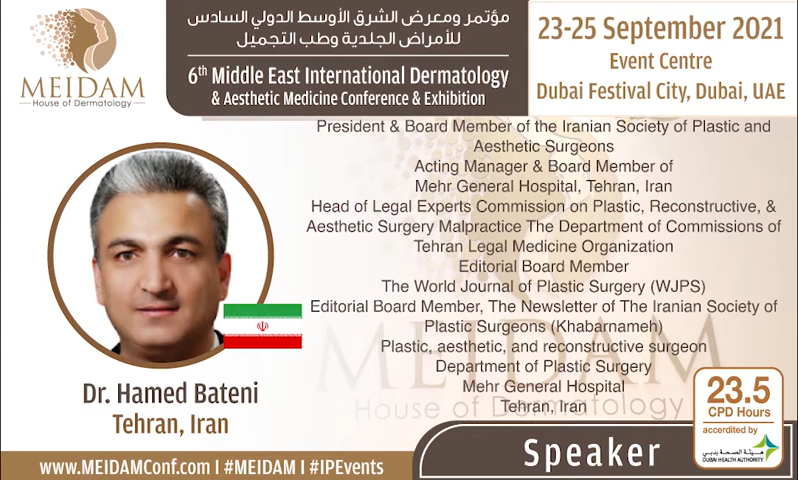 MEIDAM
House of Dermatology
مؤتمر ومعرض الشرق الأوسط الدولي السادس
للأمراض الجلدية وطب التجميل
6th Middle East International Dermatology
& Aesthetic Medicine Conference & Exhibition
23-25 September 2021
Event Centre
Dubai Festival City, Dubai, UAE
President & Board Member of the Iranian Society of Plastic and
Aesthetic Surgeons
Acting Manager & Board Member of
Mehr General Hospital, Tehran, Iran
Head of Legal Experts Commission on Plastic, Reconstructive, &
Aesthetic Surgery Malpractice The Department of Commissions of
Tehran Legal Medicine Organization
Editorial Board Member
The World Journal of Plastic Surgery (WJPS)
Editorial Board Member, The Newsletter of The Iranian Society of
Plastic Surgeons (Khabarnameh)
Plastic, aesthetic, and reconstructive surgeon
Department of Plastic Surgery
Mehr General Hospital
Tehran, Iran
MEIDAM
House of Dermatology
Dr. Hamed Bateni
Tehran, Iran
23.5
CPD Hours
accredited by
هيئة الصحة بدبي
DUBAI HEALTH AUTHORITY
Speaker
www.MEIDAMConf.com I #MEIDAM I #IPEvents